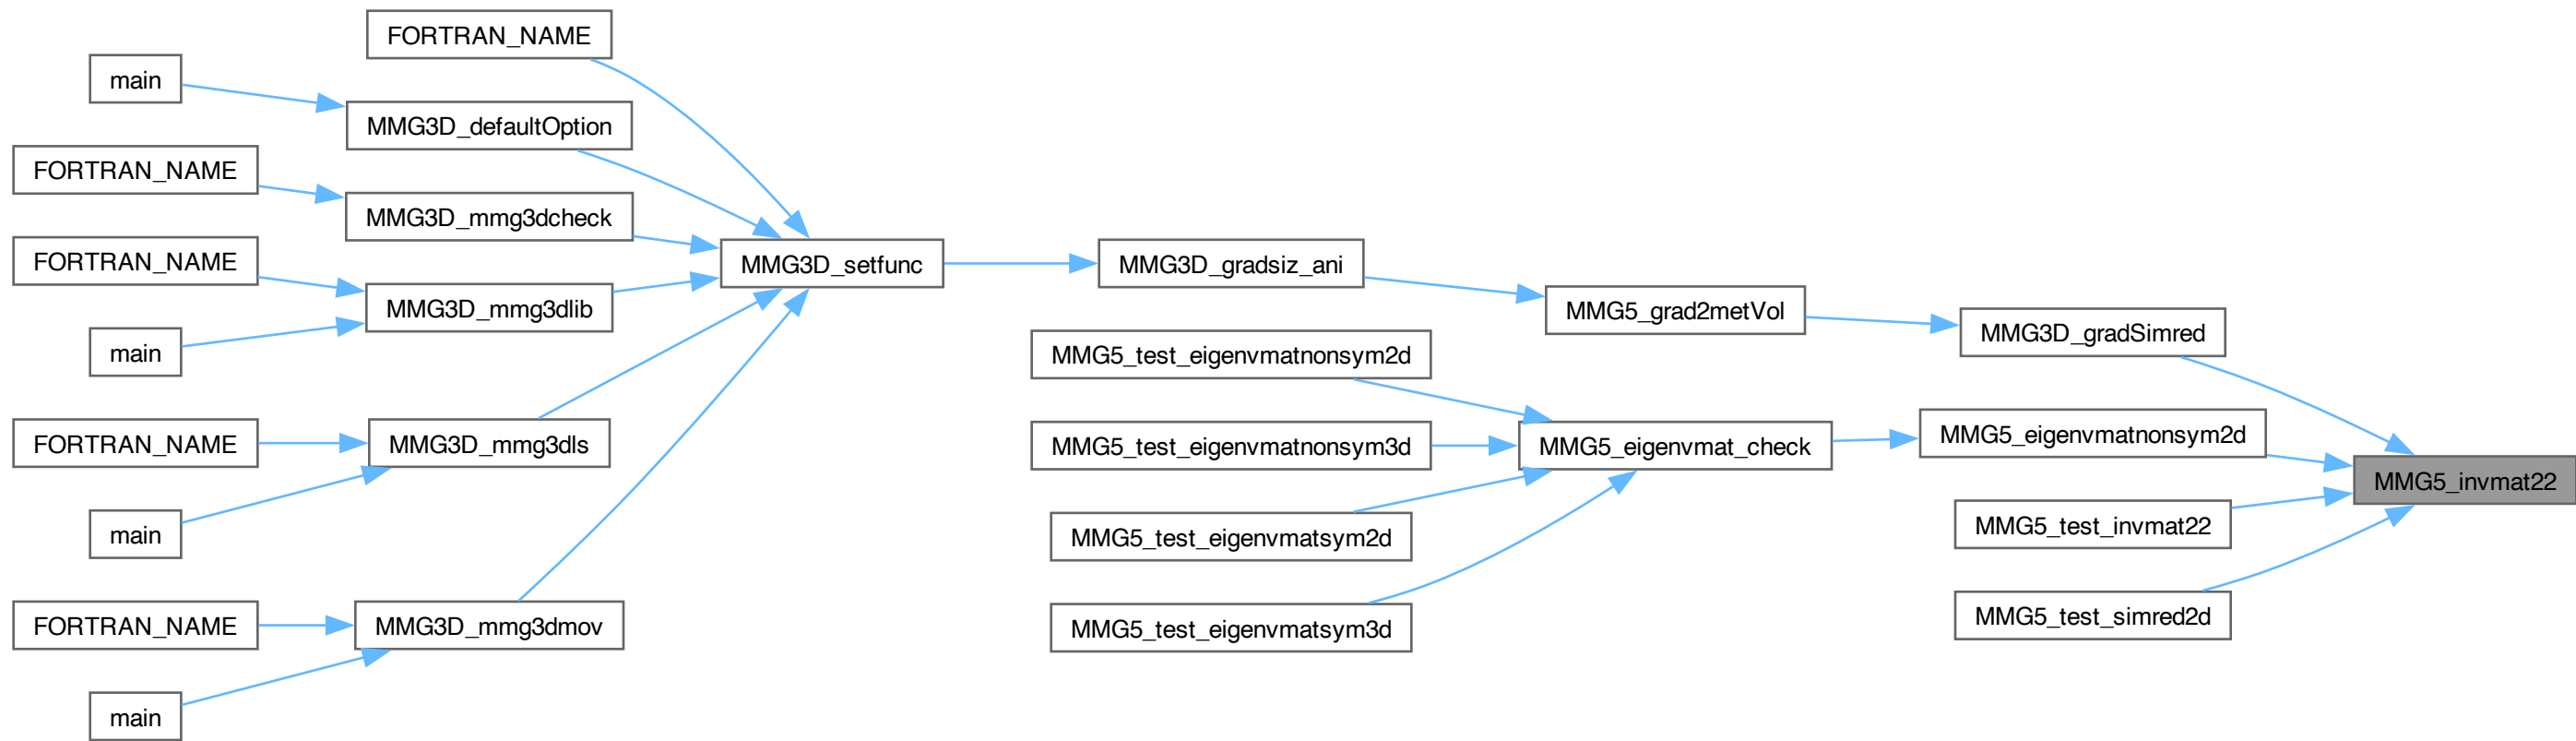 FORTRAN_NAME
main
MMG3D_defaultOption
FORTRAN_NAME
MMG3D_mmg3dcheck
FORTRAN_NAME
MMG3D_setfunc
MMG3D_gradsiz_ani
MMG3D_mmg3dlib
MMG5_grad2metVol
MMG3D_gradSimred
main
MMG5_test_eigenvmatnonsym2d
FORTRAN_NAME
MMG3D_mmg3dls
MMG5_test_eigenvmatnonsym3d
MMG5_eigenvmat_check
MMG5_eigenvmatnonsym2d
MMG5_invmat22
main
MMG5_test_eigenvmatsym2d
MMG5_test_invmat22
FORTRAN_NAME
MMG3D_mmg3dmov
MMG5_test_eigenvmatsym3d
MMG5_test_simred2d
main